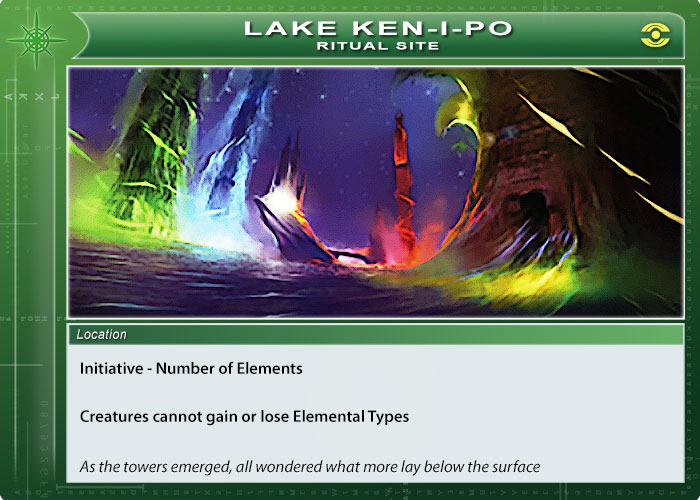 LAKE KEN-I-PO
RITUAL SITE
Location
Initiative - Number of Elements
Creatures cannot gain or lose Elemental Types
As the towers emerged, all wondered what more lay below the surface